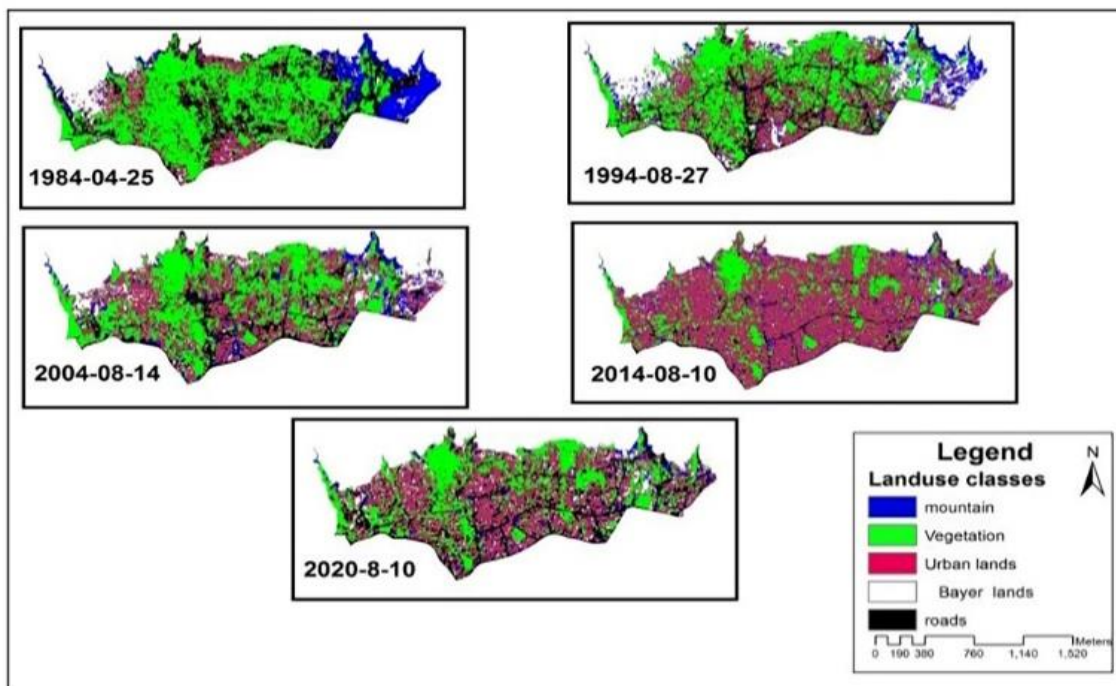 1984-04-25
1994-08-27
2004-08-14
2014-08-10
2020-8-10
Legend
N
Landuse classes
mountain
Vegetation
Urban lands
Bayer lands
roads
Meters
0 190 380 760 1,140 1,520